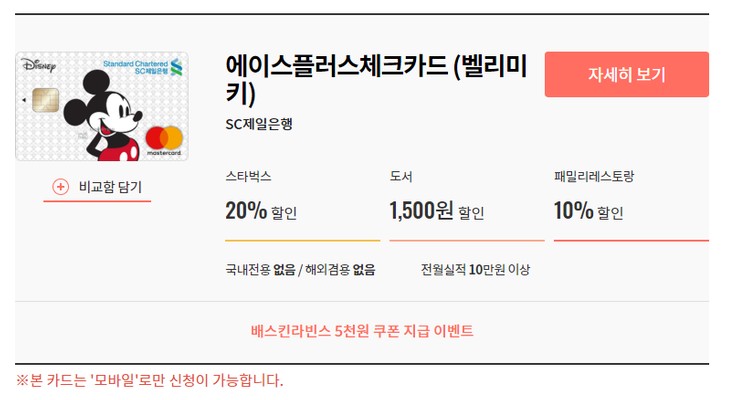 Disney
Standard Chartered
SC제일은행
mastercard.
비교함 담기
에이스플러스체크카드 (벨리미
키)
SC제일은행
자세히 보기
스타벅스
20% 할인
도서
1,500원 할인
패밀리레스토랑
10% 할인
국내전용 없음 / 해외겸용 없음
전월실적 10만원 이상
배스킨라빈스 5천원 쿠폰 지급 이벤트
※본 카드는 '모바일'로만 신청이 가능합니다.